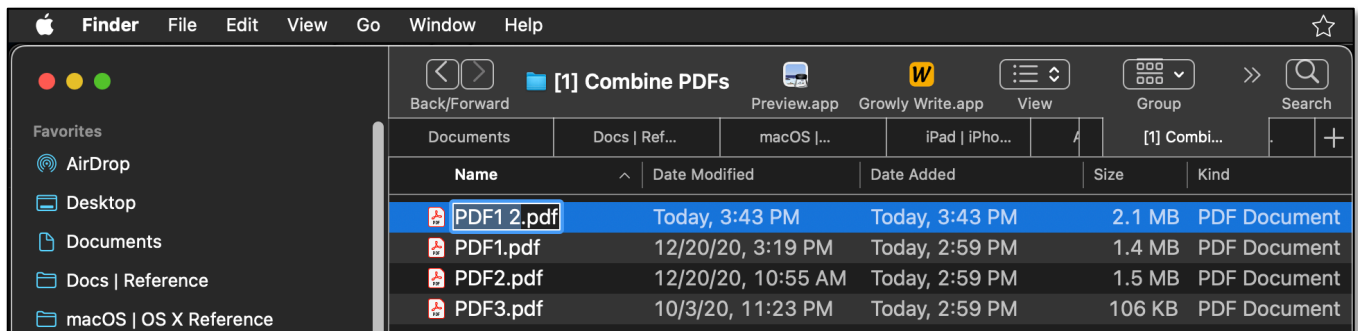 Finder File Edit View Go Window Help
[1] Combine PDFs
Back/Forward Preview.app Growly Write.app View Group Search
Favorites
AirDrop
Desktop
Documents
Docs | Reference
macOS | OS X Reference
Documents Docs | Ref... macOS |... iPad | iPho... [1] Combi...
Name Date Modified Date Added Size Kind
PDF1 2.pdf Today, 3:43 PM Today, 3:43 PM 2.1 MB PDF Document
PDF1.pdf 12/20/20, 3:19 PM Today, 2:59 PM 1.4 MB PDF Document
PDF2.pdf 12/20/20, 10:55 AM Today, 2:59 PM 1.5 MB PDF Document
PDF3.pdf 10/3/20, 11:23 PM Today, 2:59 PM 106 KB PDF Document